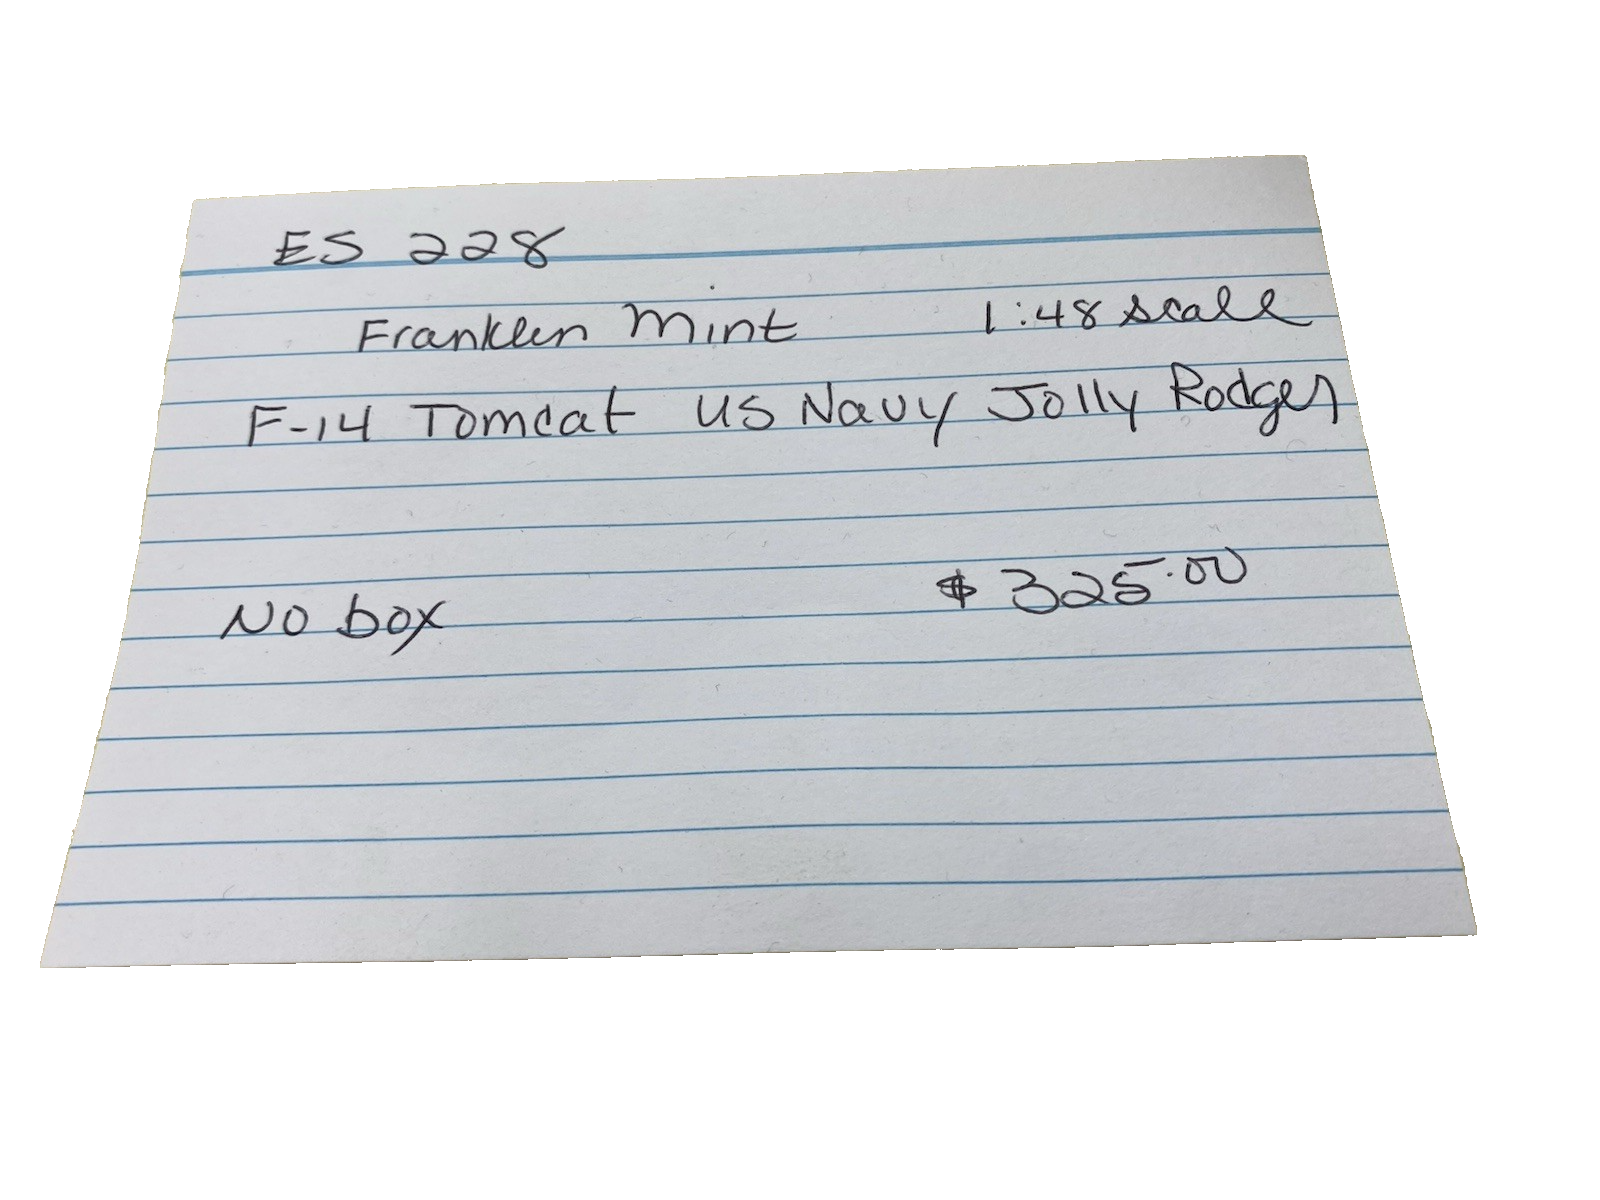 ES 228
Franklin Mint 1:48 scale
F-14 Tomcat US Navy Jolly Rodger
No box $325.00